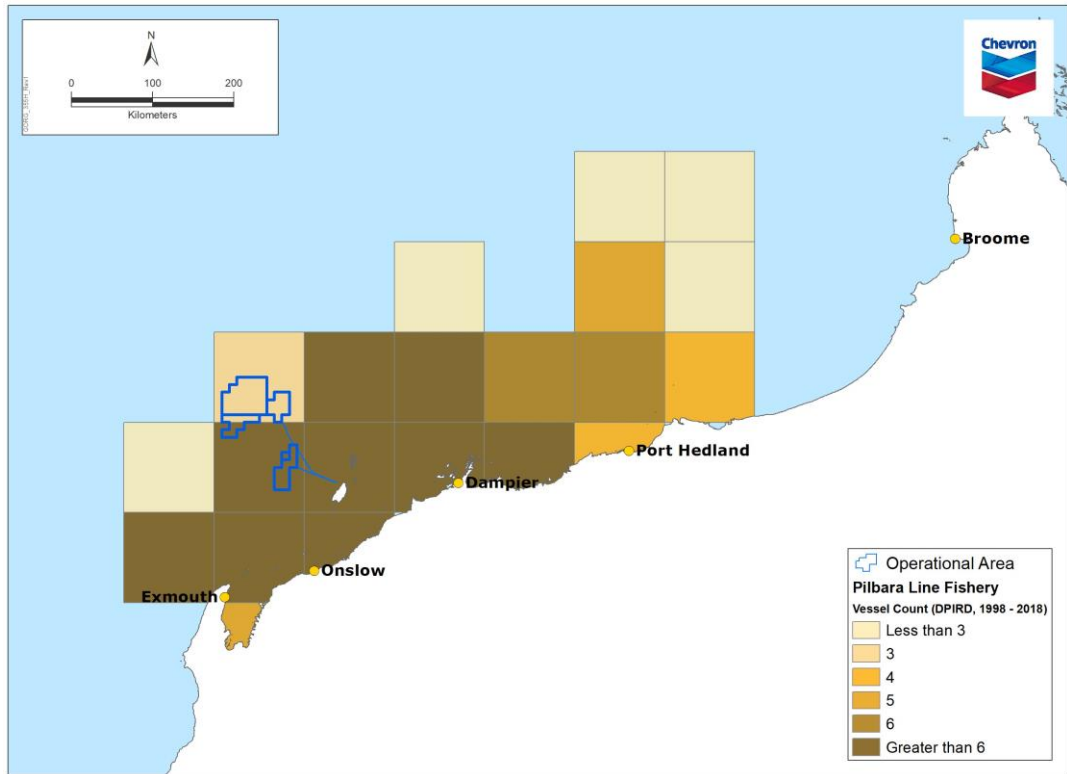 N
0 100 200
Kilometers
Chevron
Broome
Port Hedland
Dampier
Onslow
Exmouth
Operational Area
Pilbara Line Fishery
Vessel Count (DPIRD, 1998 - 2018)
Less than 3
3
4
5
6
Greater than 6